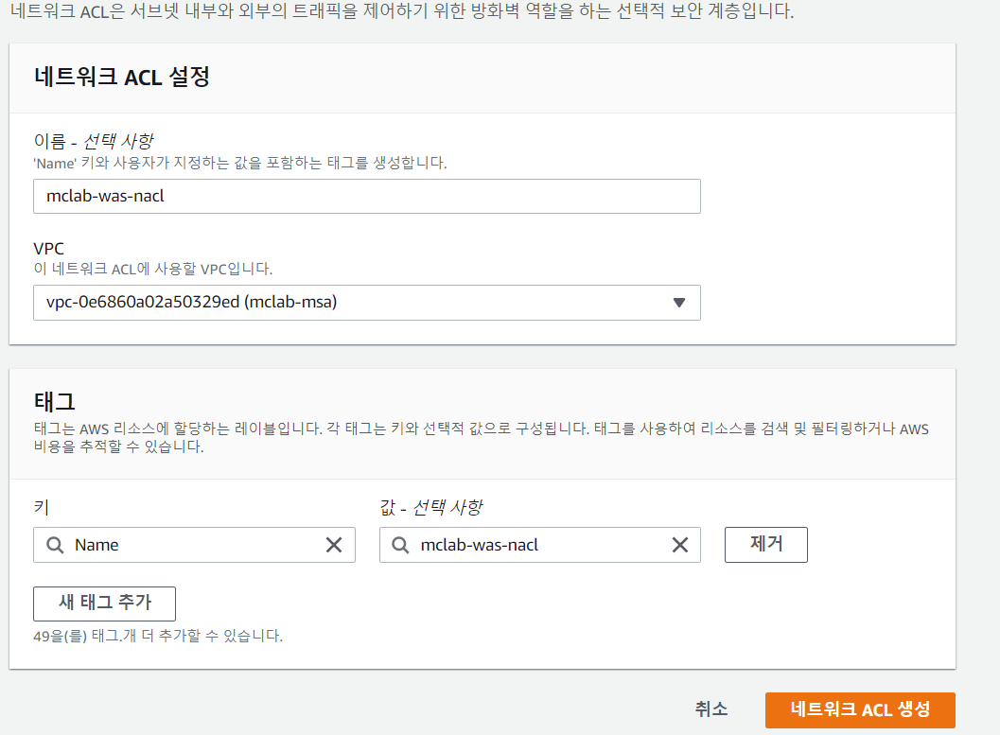 네트워크 ACL은 서브넷 내부와 외부의 트래픽을 제어하기 위한 방화벽 역할을 하는 선택적 보안 계층입니다.
네트워크 ACL 설정
이름 - 선택 사항
'Name' 키와 사용자가 지정하는 값을 포함하는 태그를 생성합니다.
mclab-was-nacl
VPC
이 네트워크 ACL에 사용할 VPC입니다.
vpc-0e6860a02a50329ed (mclab-msa)
태그
태그는 AWS 리소스에 할당하는 레이블입니다. 각 태그는 키와 선택적 값으로 구성됩니다. 태그를 사용하여 리소스를 검색 및 필터링하거나 AWS
비용을 추적할 수 있습니다.
키 값 - 선택 사항
Name mclab-was-nacl 제거
새 태그 추가
49을(를) 태그.개 더 추가할 수 있습니다.
취소 네트워크 ACL 생성